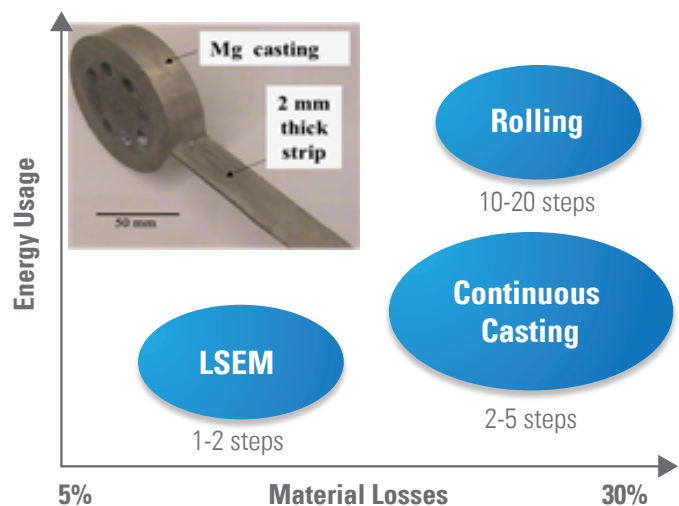 Mg casting
2 mm
thick
strip
50 mm
Rolling
10-20 steps
Continuous
Casting
2-5 steps
LSEM
1-2 steps
Energy Usage
5%
Material Losses
30%